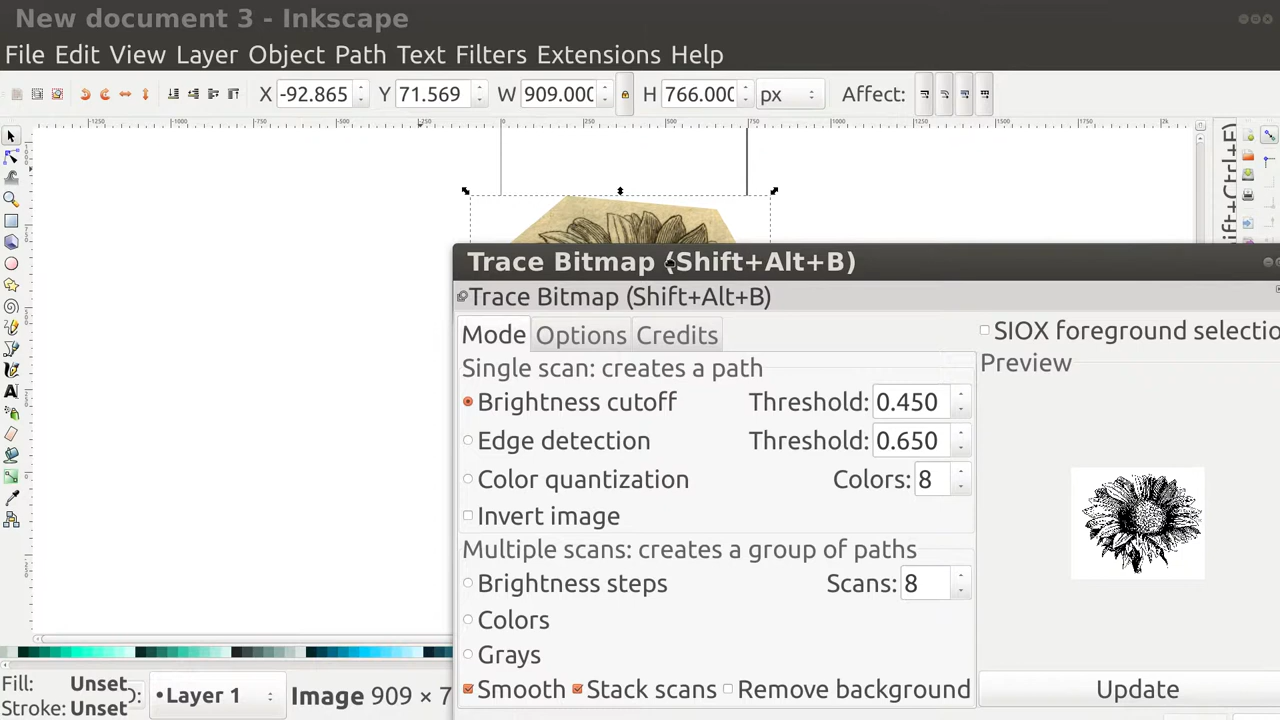 New document 3 - Inkscape
File Edit View Layer Object Path Text Filters Extensions Help
X -92.865 Y 71.569 W 909.000 H 766.000 px Affect:
Trace Bitmap (Shift+Alt+B)
Trace Bitmap (Shift+Alt+B)
Mode Options Credits
SIOX foreground selectio
Preview
Single scan: creates a path
Brightness cutoff Threshold: 0.450
Edge detection Threshold: 0.650
Color quantization Colors: 8
Invert image
Multiple scans: creates a group of paths
Brightness steps Scans: 8
Colors
Grays
Smooth Stack scans Remove background
Update
Fill: Unset
Stroke: Unset
Layer 1
Image 909 × 7